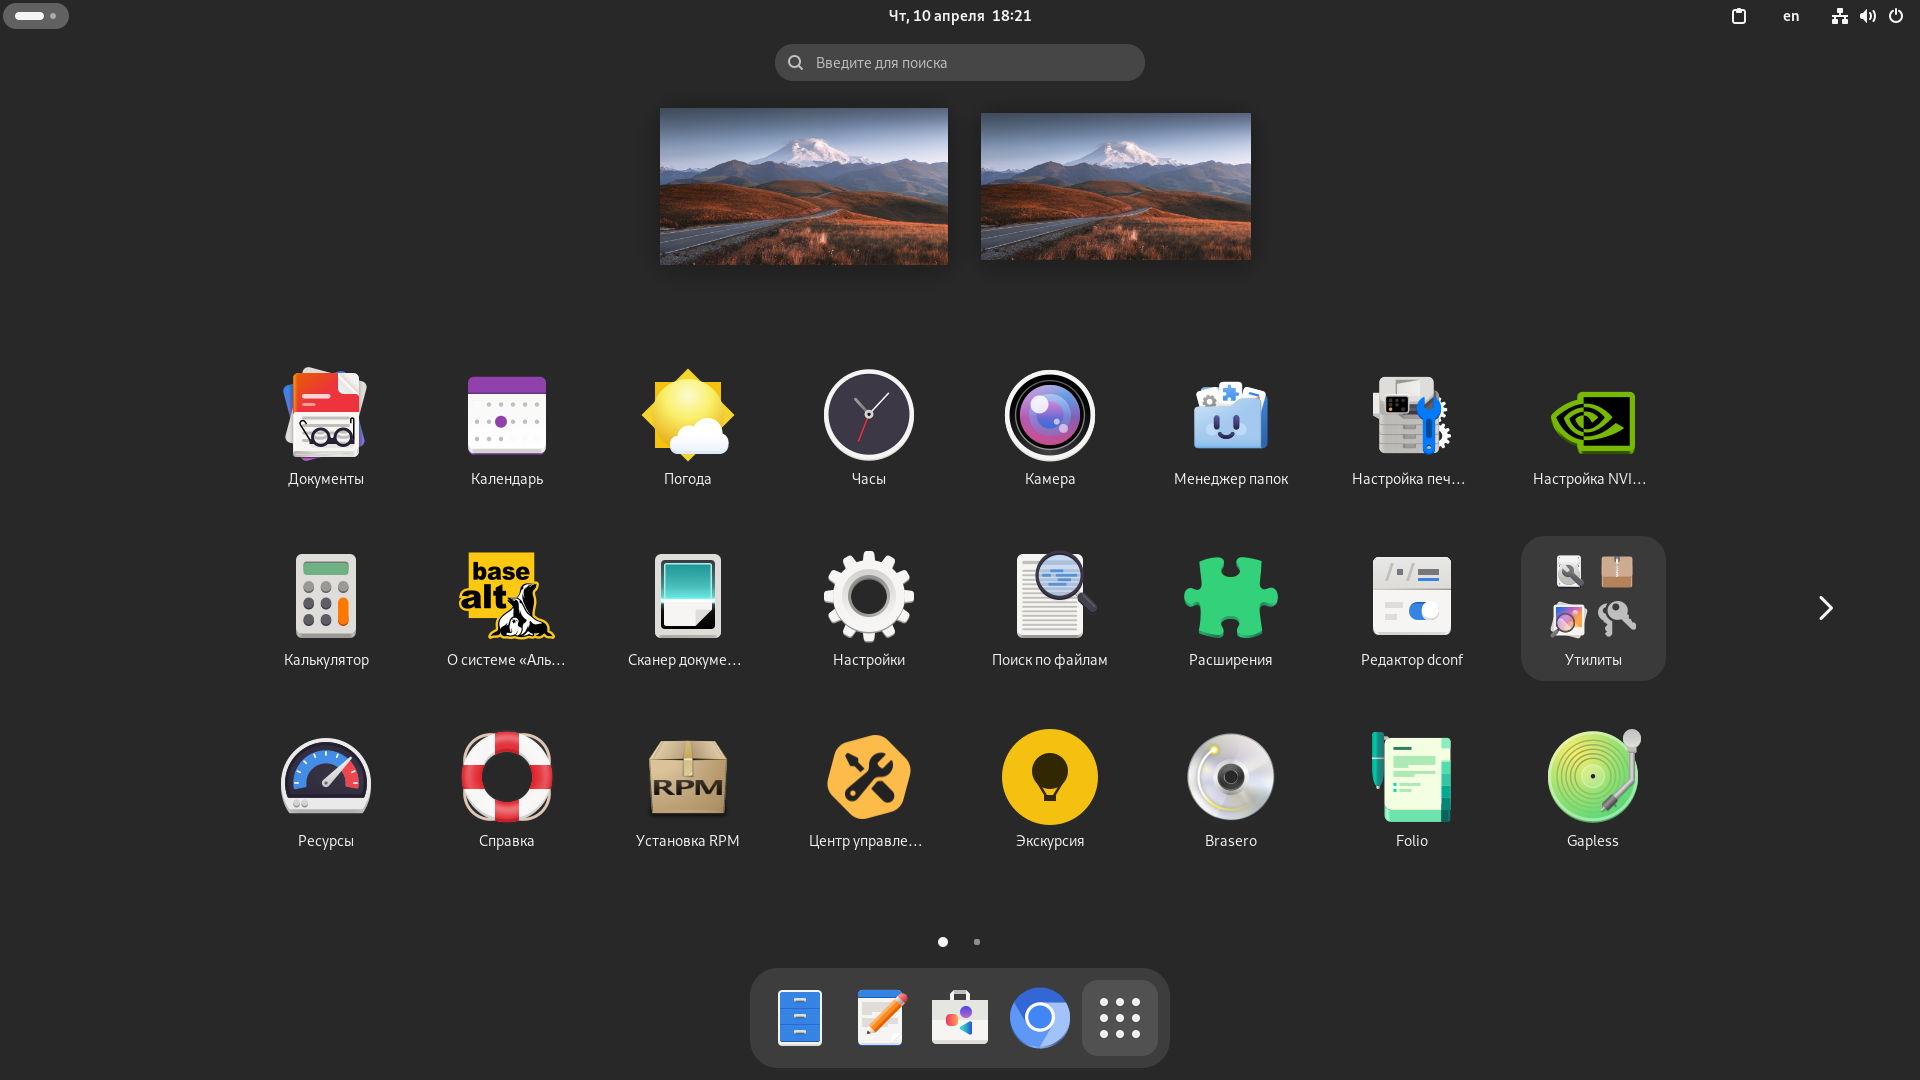 Чт, 10 апреля 18:21
en
Введите для поиска
Документы
Календарь
Погода
Часы
Камера
Менеджер папок
Настройка печ…
Настройка NVI…
base
alt
Калькулятор
О системе «Аль…
Сканер докуме…
Настройки
Поиск по файлам
Расширения
Редактор dconf
Утилиты
RPM
Ресурсы
Справка
Установка RPM
Центр управле…
Экскурсия
Brasero
Folio
Gapless